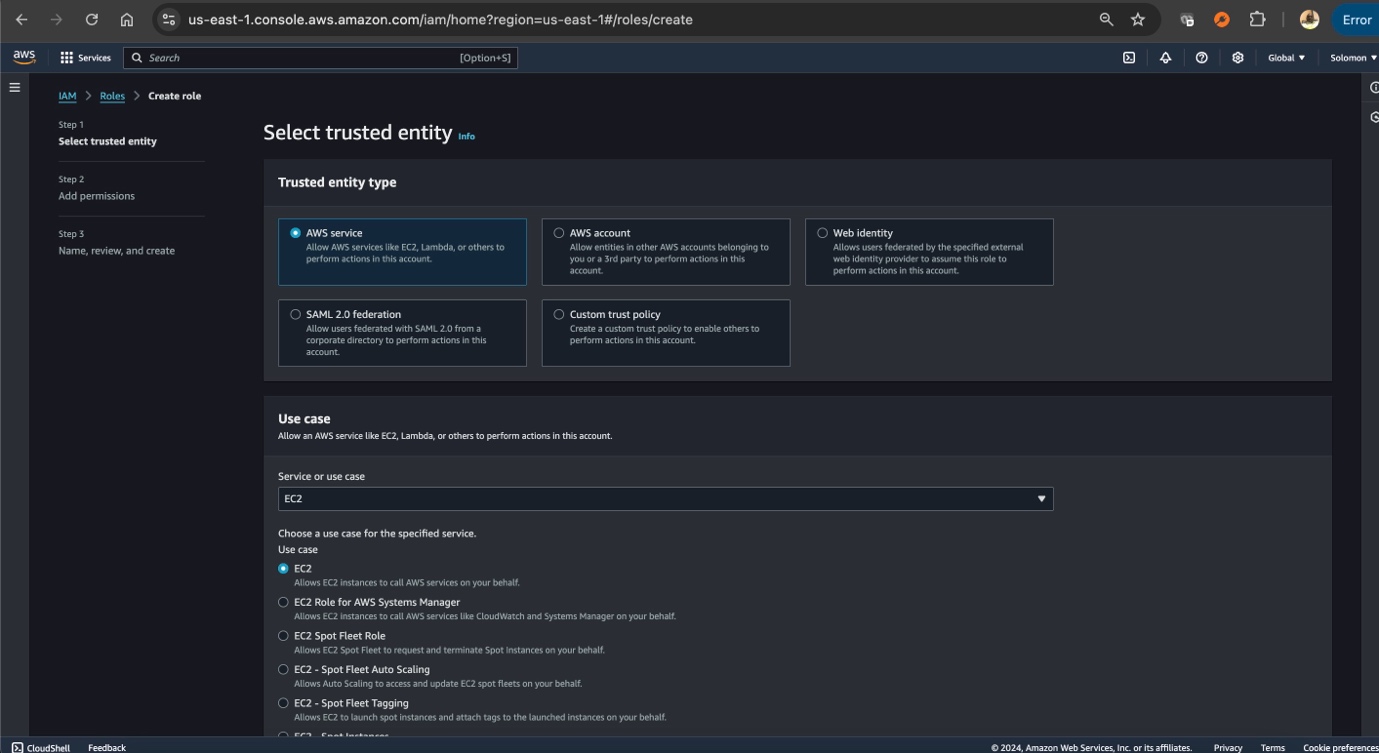 us-east-1.console.aws.amazon.com/iam/home?region=us-east-1#/roles/create
Error
aws
Services
Search
[Option+S]
Global
Solomon
IAM > Roles > Create role
Step 1
Select trusted entity
Step 2
Add permissions
Step 3
Name, review, and create
Select trusted entity Info
Trusted entity type
AWS service
Allow AWS services like EC2, Lambda, or others to
perform actions in this account.
AWS account
Allow entities in other AWS accounts belonging to
you or a 3rd party to perform actions in this
account.
Web identity
Allows users federated by the specified external
web identity provider to assume this role to
perform actions in this account.
SAML 2.0 federation
Allow users federated with SAML 2.0 from a
corporate directory to perform actions in this
account.
Custom trust policy
Create a custom trust policy to enable others to
perform actions in this account.
Use case
Allow an AWS service like EC2, Lambda, or others to perform actions in this account.
Service or use case
EC2
Choose a use case for the specified service.
Use case
EC2
Allows EC2 instances to call AWS services on your behalf.
EC2 Role for AWS Systems Manager
Allows EC2 instances to call AWS services like CloudWatch and Systems Manager on your behalf.
EC2 Spot Fleet Role
Allows EC2 Spot Fleet to request and terminate Spot Instances on your behalf.
EC2 - Spot Fleet Auto Scaling
Allows Auto Scaling to access and update EC2 spot fleets on your behalf.
EC2 - Spot Fleet Tagging
Allows EC2 to launch spot instances and attach tags to the launched instances on your behalf.
EC2 - Spot Instances
CloudShell
Feedback
© 2024, Amazon Web Services, Inc. or its affiliates.
Privacy
Terms
Cookie preferences